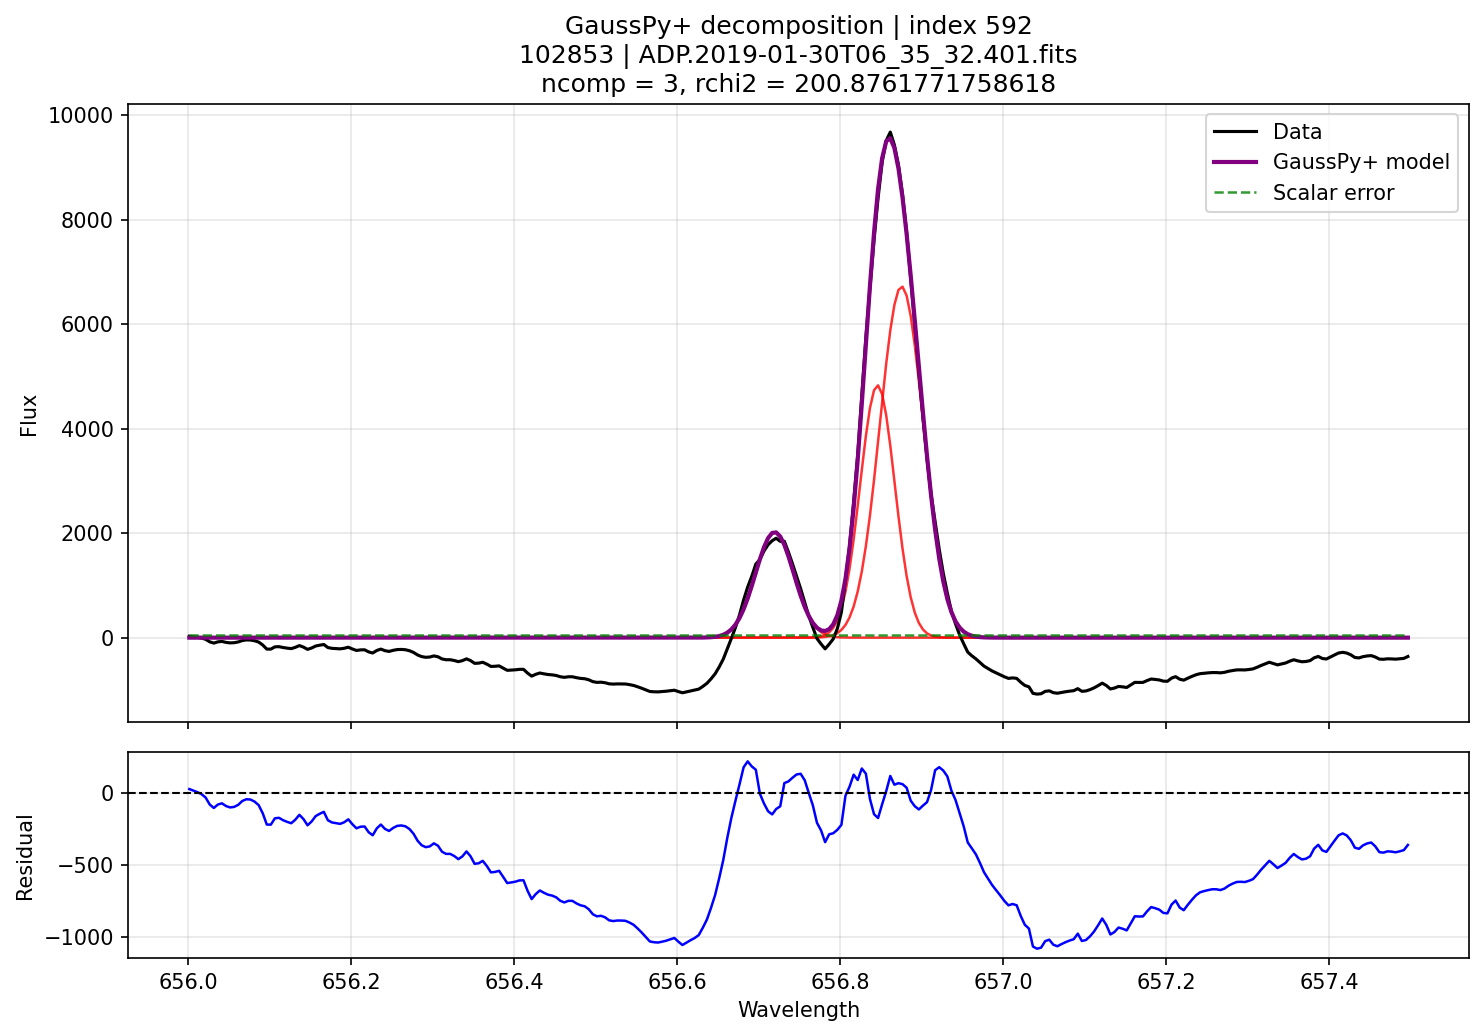 GaussPy+ decomposition | index 592
102853 | ADP.2019-01-30T06_35_32.401.fits
ncomp = 3, rchi2 = 200.8761771758618
10000
8000
6000
4000
2000
0
Flux
Data
GaussPy+ model
Scalar error
0
−500
−1000
Residual
656.0
656.2
656.4
656.6
656.8
657.0
657.2
657.4
Wavelength